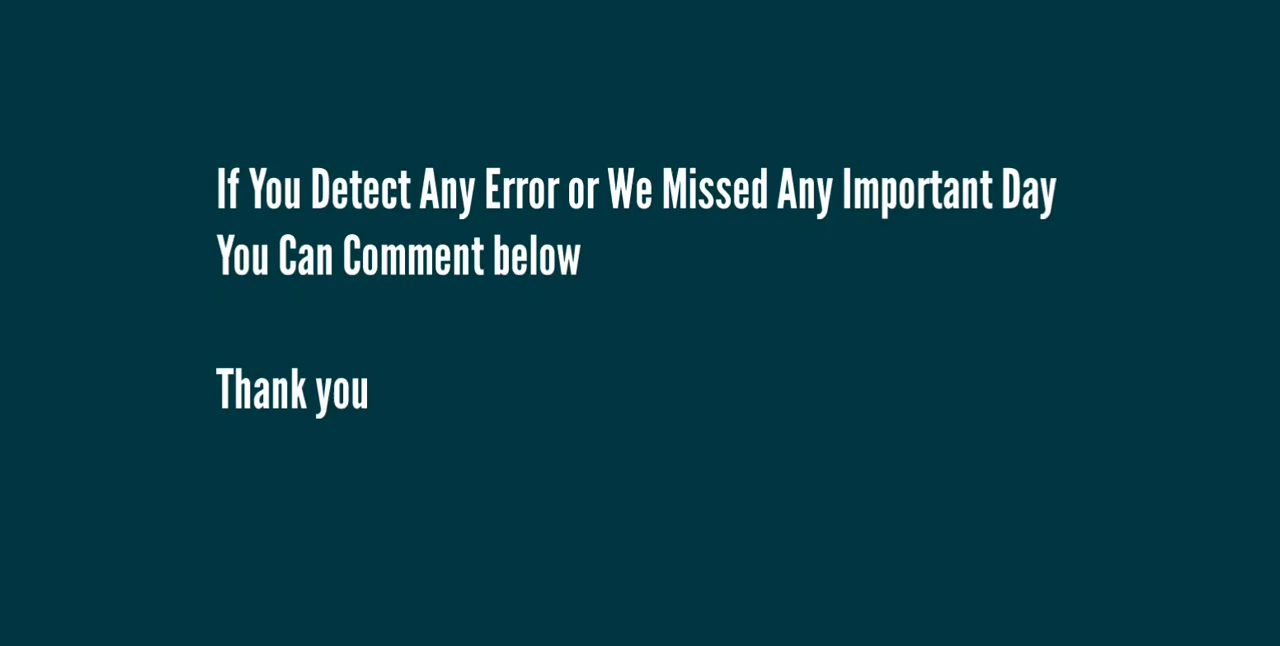 If You Detect Any Error or We Missed Any Important Day
You Can Comment below
Thank you